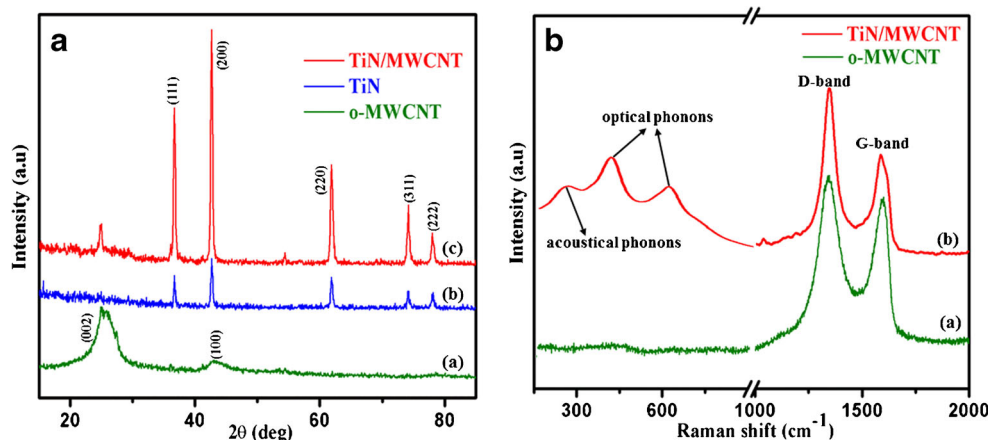 a
TiN/MWCNT
TiN
o-MWCNT
(111)
(200)
(220)
(311)
(222)
(c)
(b)
(002)
(100)
(a)
Intensity (a.u)
20
40
60
80
2θ (deg)
b
TiN/MWCNT
o-MWCNT
D-band
optical phonons
G-band
acoustical phonons
(b)
(a)
Intensity (a.u)
300
600
1000
1500
2000
Raman shift (cm⁻¹)